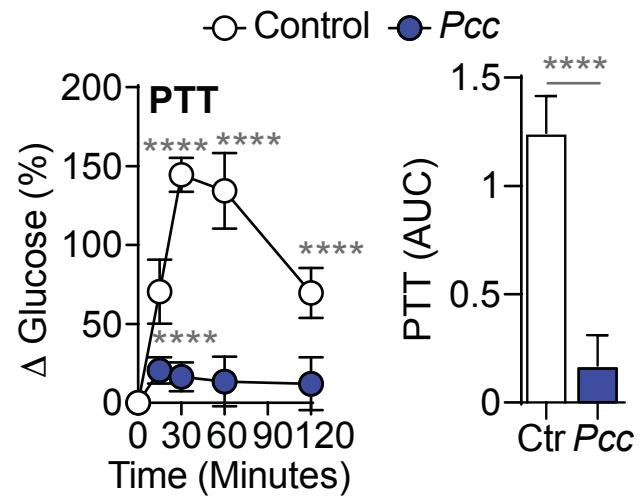 Control Pcc
PTT
Δ Glucose (%)
200
150
100
50
0
****
****
****
****
0 30 60 90 120
Time (Minutes)
PTT (AUC)
1.5
1
0.5
0
****
Ctr Pcc